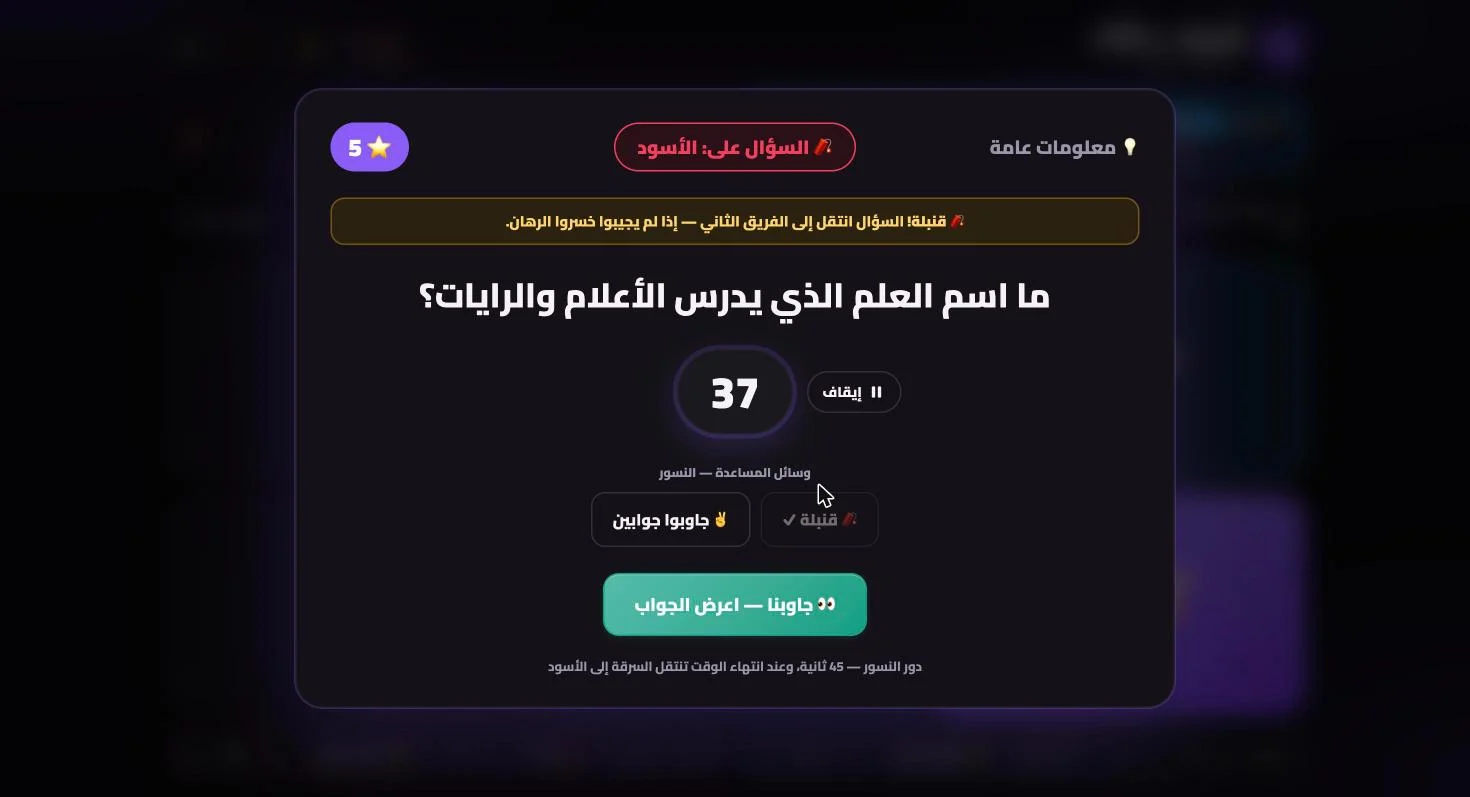 💡 معلومات عامة
🧨 السؤال على: الأسود
⭐ 5
🧨 قنبلة! السؤال انتقل إلى الفريق الثاني — إذا لم يجيبوا خسروا الرهان.
ما اسم العلم الذي يدرس الأعلام والرايات؟
⏸ إيقاف
37
وسائل المساعدة — النسور
🧨 قنبلة ✓
✌️ جاوبوا جوابين
👀 جاوبنا — اعرض الجواب
دور النسور — 45 ثانية، وعند انتهاء الوقت تنتقل السرقة إلى الأسود